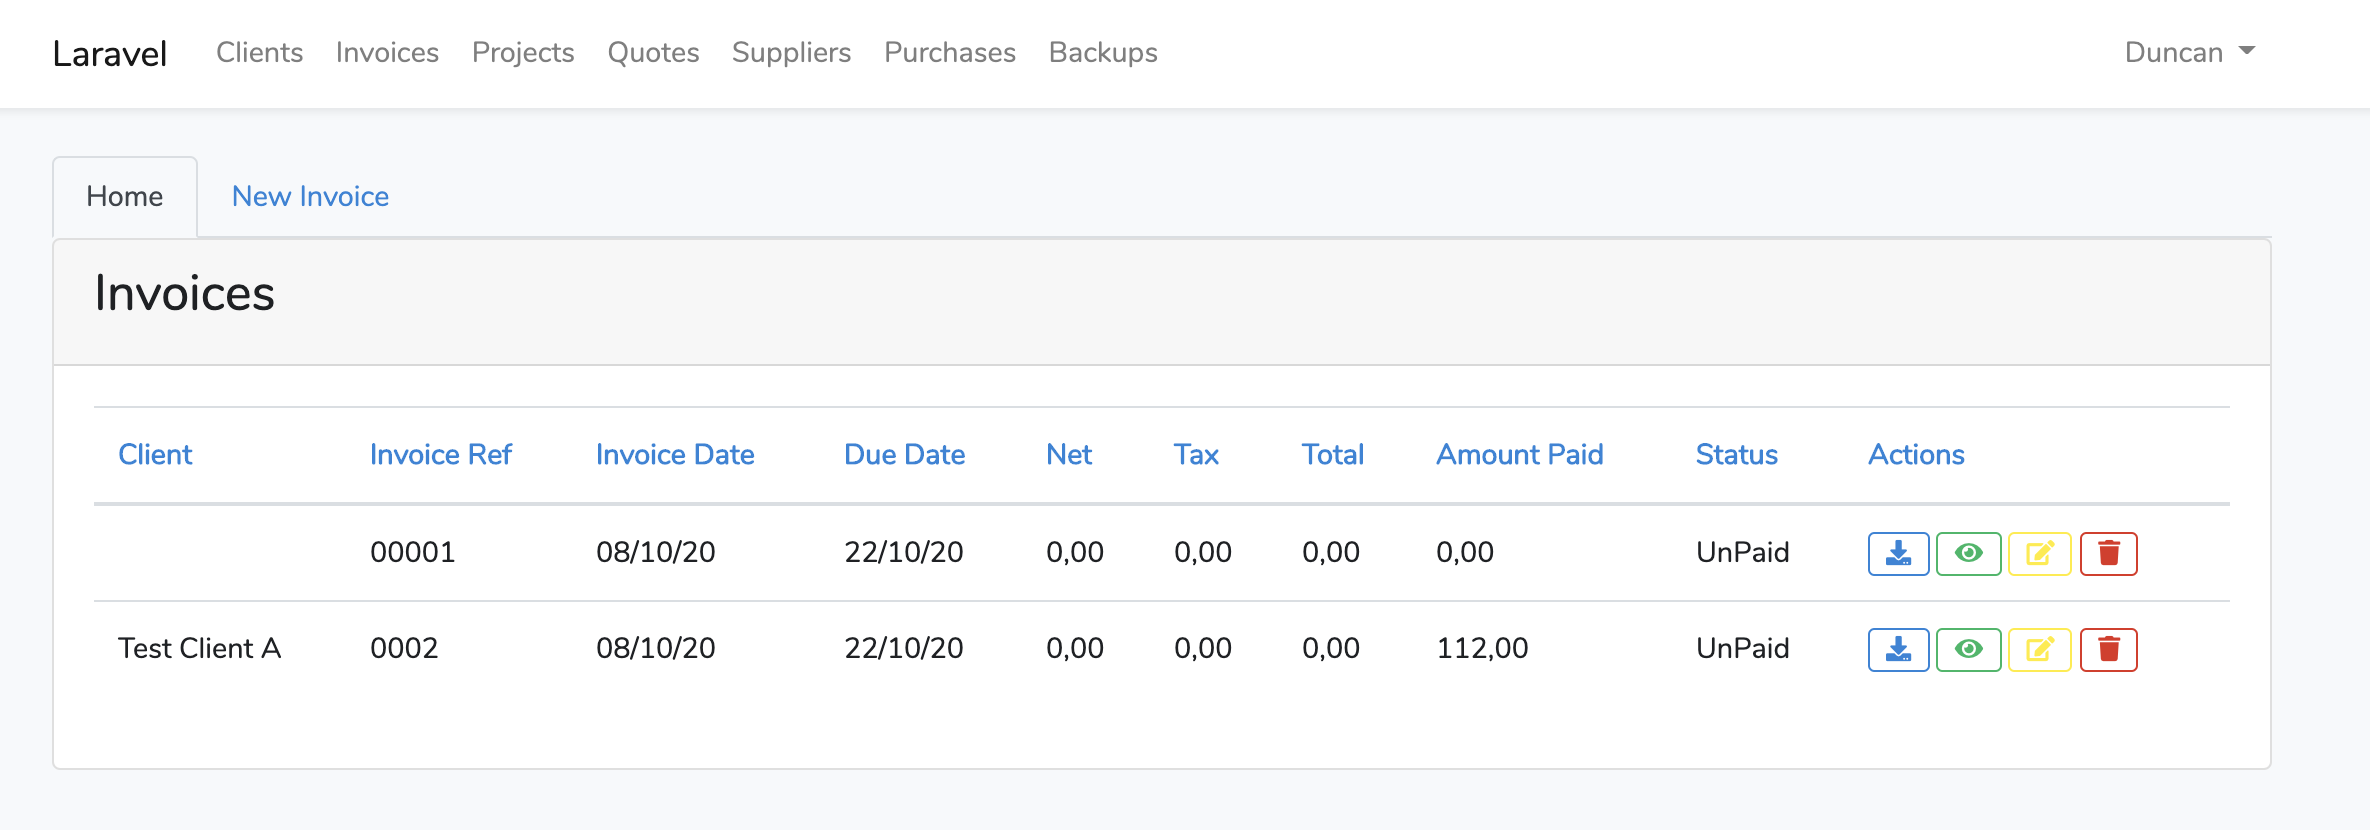 Laravel Clients Invoices Projects Quotes Suppliers Purchases Backups Duncan
Home New Invoice
Invoices
Client Invoice Ref Invoice Date Due Date Net Tax Total Amount Paid Status Actions
00001 08/10/20 22/10/20 0,00 0,00 0,00 0,00 UnPaid
Test Client A 0002 08/10/20 22/10/20 0,00 0,00 0,00 112,00 UnPaid